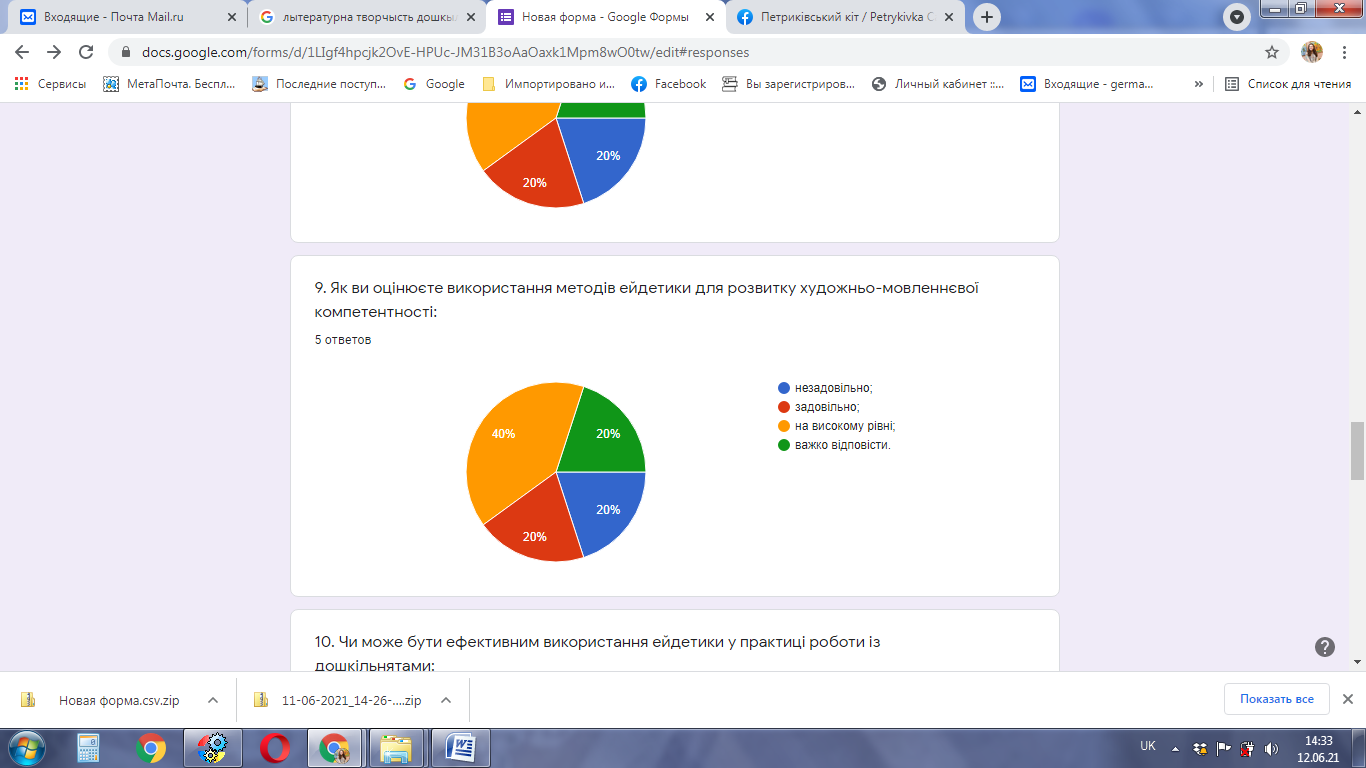 Входящие - Почта Mail.ru
лытературна творчысть дошкы
Новая форма - Google Формы
Петриківський кіт / Petrykivka C
docs.google.com/forms/d/1LIgf4hpcjk2OvE-HPUc-JM31B3oAaOaxk1Mpm8wO0tw/edit#responses
Сервисы
МетаПочта. Беспл...
Последние поступ...
Google
Импортировано и...
Facebook
Вы зарегистриров...
Личный кабинет ::...
Входящие - germa...
»
Список для чтения
20%
20%
9. Як ви оцінюєте використання методів ейдетики для розвитку художньо-мовленнєвої
компетентності:
5 ответов
40%
20%
20%
20%
незадовільно;
задовільно;
на високому рівні;
важко відповісти.
10. Чи може бути ефективним використання ейдетики у практиці роботи із
дошкільнятами:
Новая форма.csv.zip
11-06-2021_14-26-....zip
Показать все
UK
14:33
12.06.21